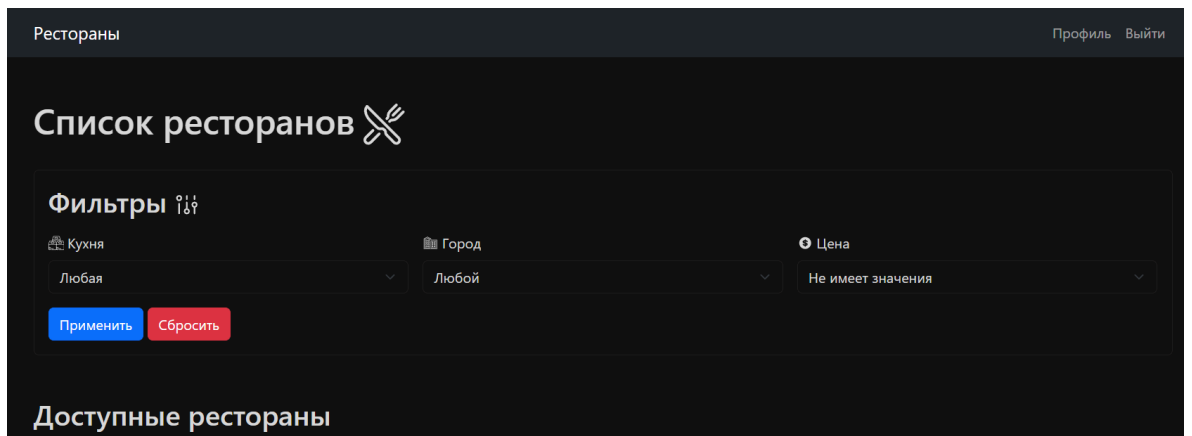 Рестораны Профиль Выйти
Список ресторанов
Фильтры
Кухня Город Цена
Любая Любой Не имеет значения
Применить Сбросить
Доступные рестораны